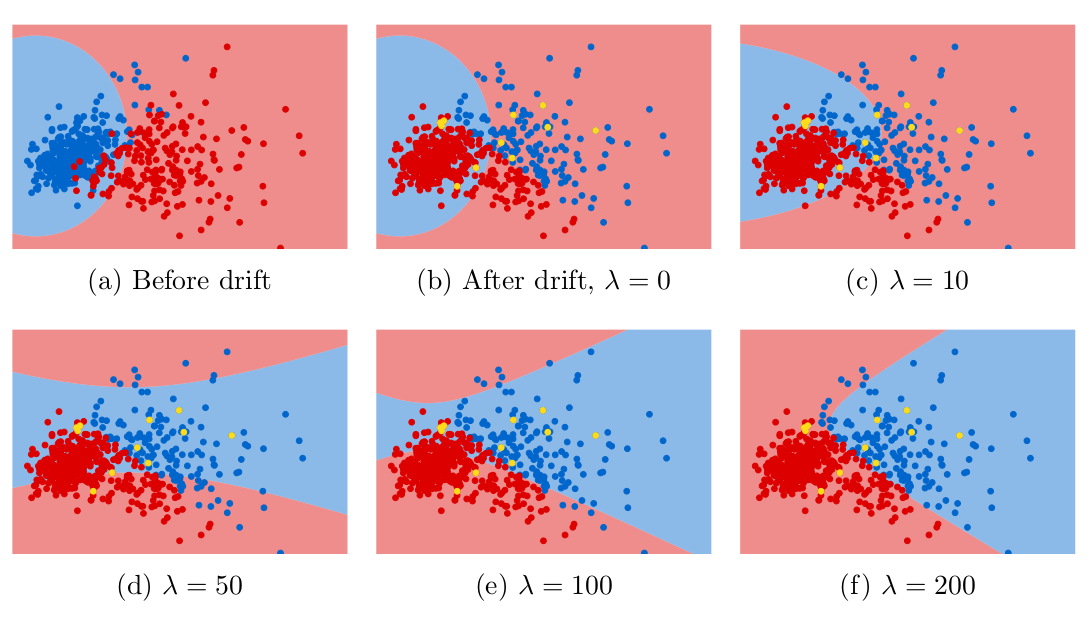 (a) Before drift
(b) After drift, λ = 0
(c) λ = 10
(d) λ = 50
(e) λ = 100
(f) λ = 200